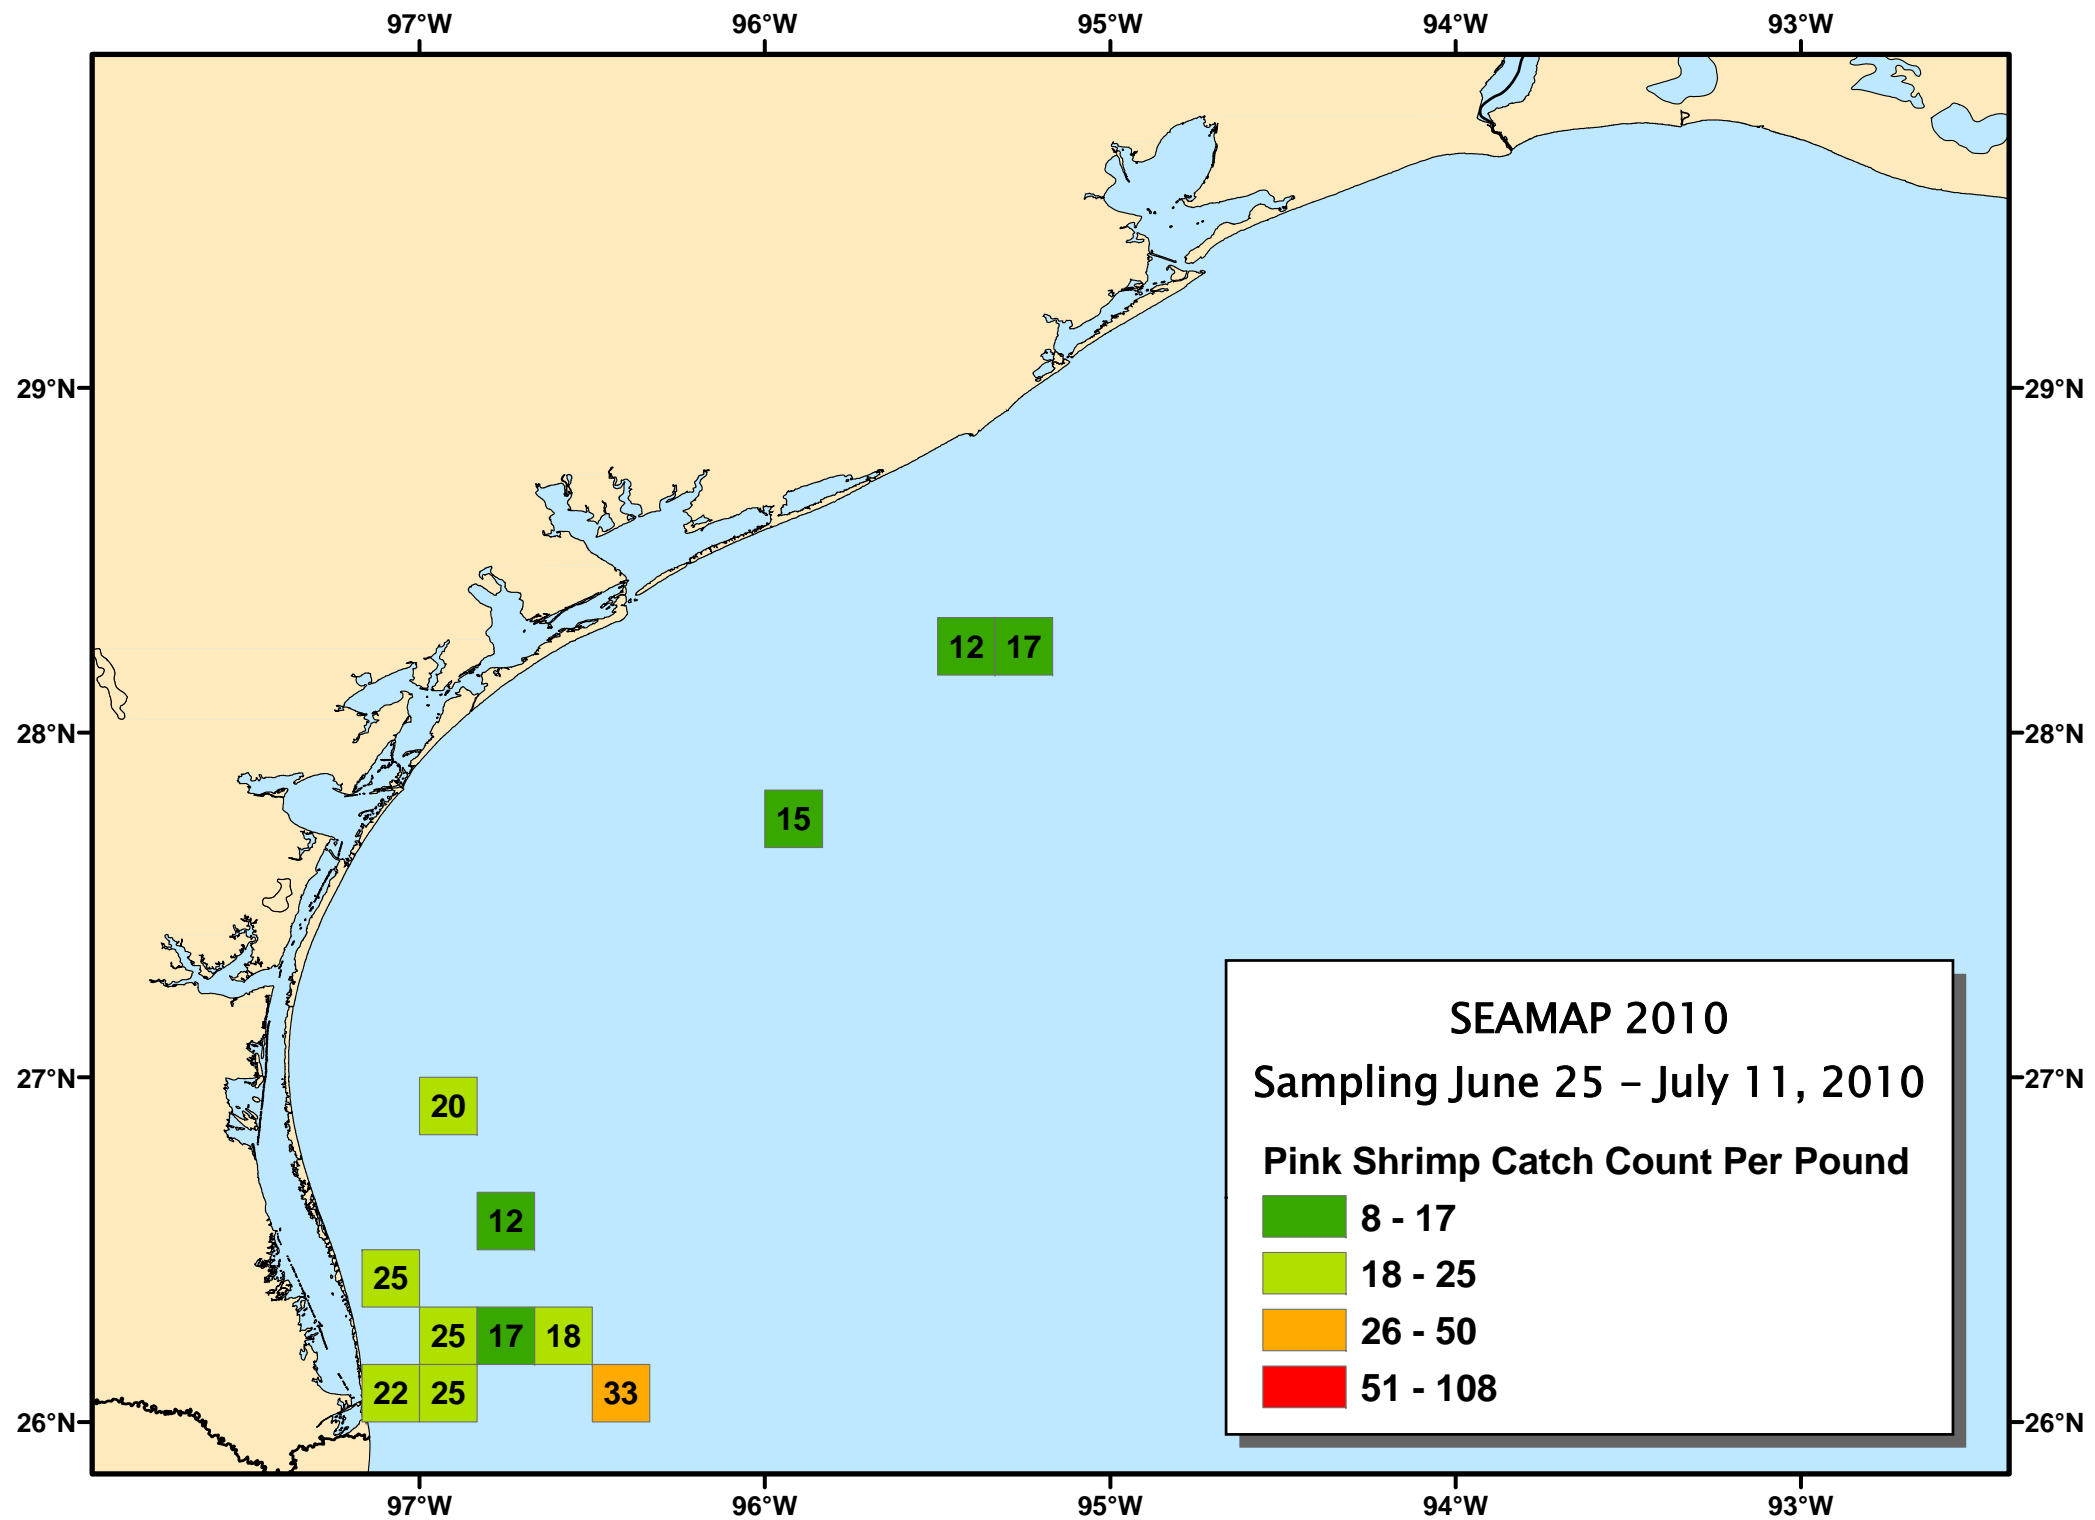 97°W 96°W 95°W 94°W 93°W
29°N 29°N
12 17
28°N 28°N
15
SEAMAP 2010
27°N Sampling June 25 – July 11, 2010 27°N
20
Pink Shrimp Catch Count Per Pound
12 8 - 17
25 18 - 25
25 17 18 26 - 50
22 25 33 51 - 108
26°N 26°N
97°W 96°W 95°W 94°W 93°W